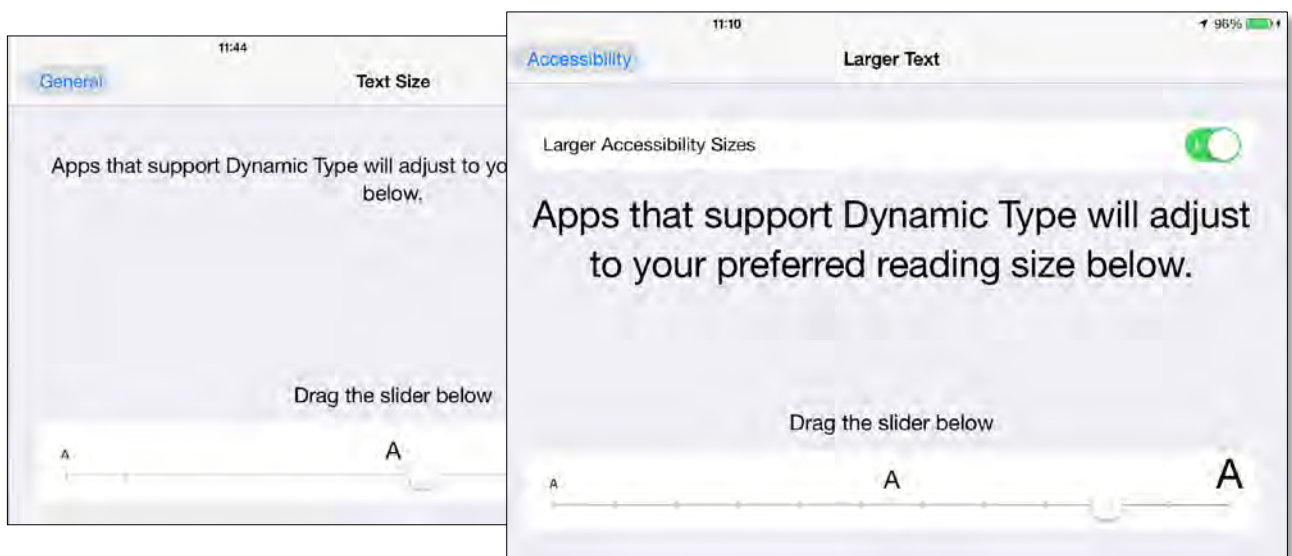 11:44
General
Text Size
Apps that support Dynamic Type will adjust to yo
below.
Drag the slider below
A
A
11:10
96%
Accessibility
Larger Text
Larger Accessibility Sizes
Apps that support Dynamic Type will adjust
to your preferred reading size below.
Drag the slider below
A
A
A